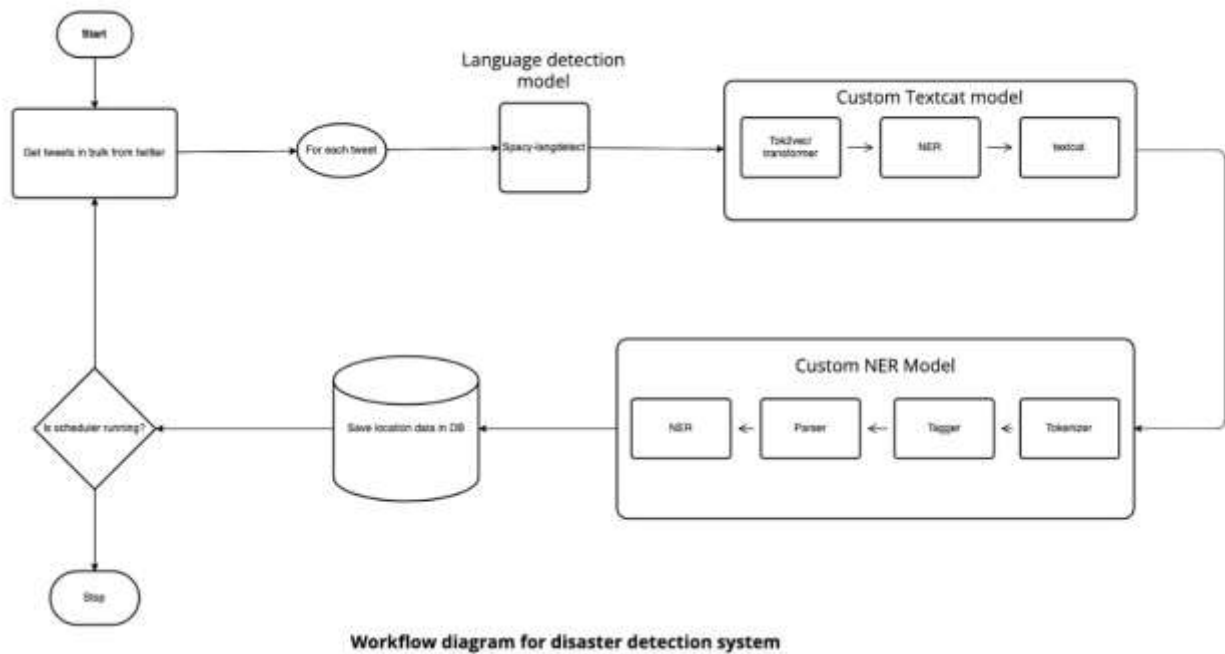 Start
Language detection
model
Custom Textcat model
Get tweets in bulk from twitter
For each tweet
Spacy-langdetect
Tok2vec/
transformer
NER
textcat
Custom NER Model
Is scheduler running?
Save location data in DB
NER
Parser
Tagger
Tokenizer
Stop
Workflow diagram for disaster detection system